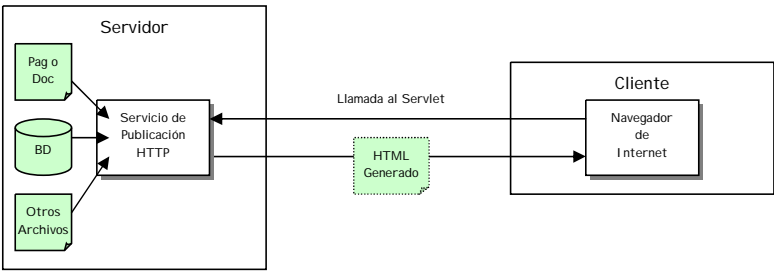 Servidor
Pag o
Doc
BD
Otros
Archivos
Servicio de
Publicación
HTTP
Llamada al Servlet
HTML
Generado
Cliente
Navegador
de
Internet